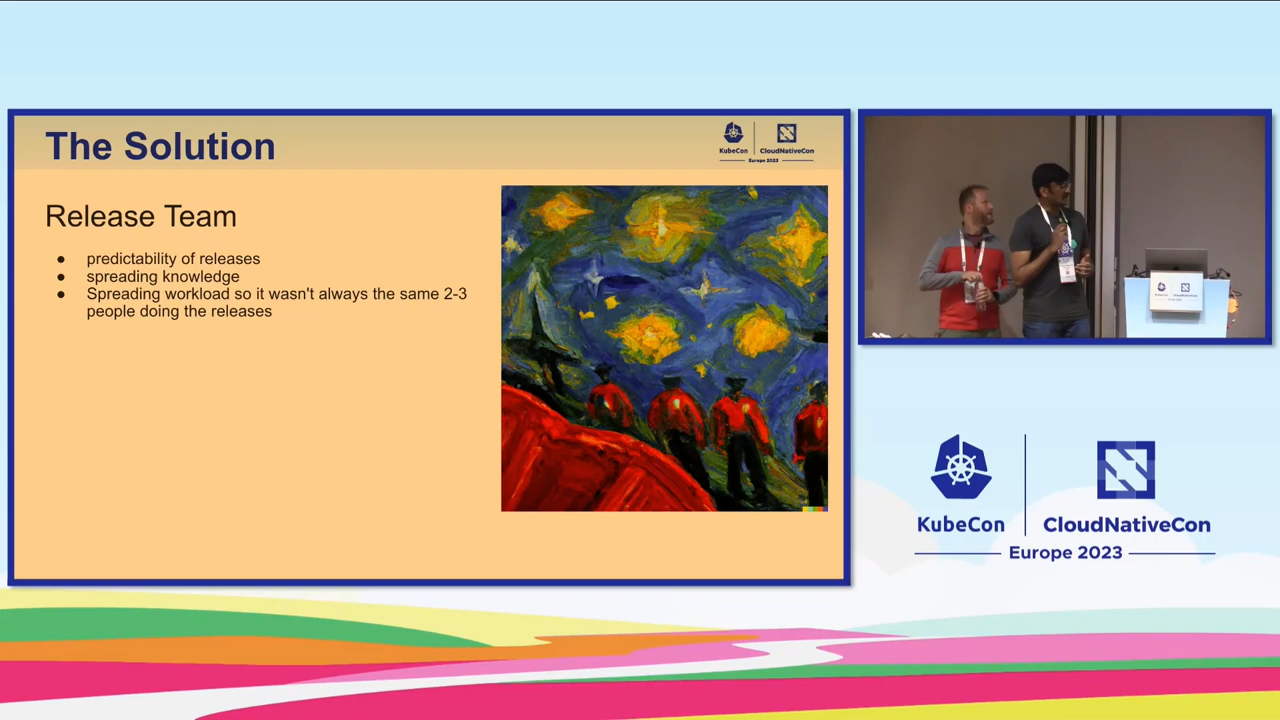 The Solution
KubeCon
CloudNativeCon
Europe 2023
Release Team
● predictability of releases
● spreading knowledge
● Spreading workload so it wasn't always the same 2-3
people doing the releases
KubeCon
CloudNativeCon
Europe 2023